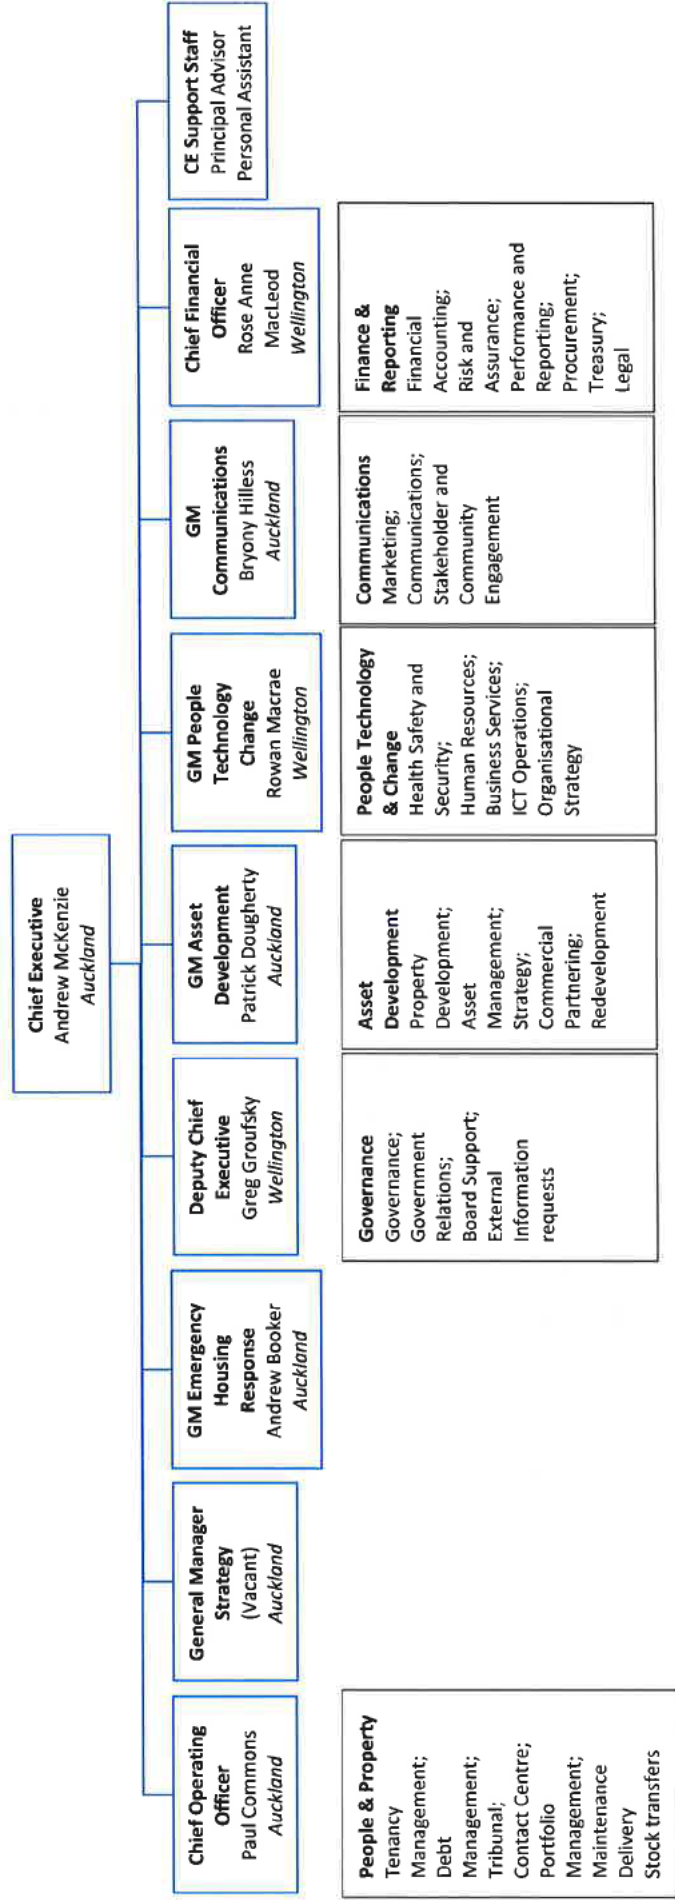 Chief Executive
Andrew McKenzie
Auckland
Chief Operating
Officer
Paul Commons
Auckland
General Manager
Strategy
(Vacant)
Auckland
GM Emergency
Housing
Response
Andrew Booker
Auckland
Deputy Chief
Executive
Greg Groufsky
Wellington
GM Asset
Development
Patrick Dougherty
Auckland
GM People
Technology
Change
Rowan Macrae
Wellington
GM
Communications
Bryony Hilless
Auckland
Chief Financial
Officer
Rose Anne
MacLeod
Wellington
CE Support Staff
Principal Advisor
Personal Assistant
People & Property
Tenancy
Management;
Debt
Management;
Tribunal;
Contact Centre;
Portfolio
Management;
Maintenance
Delivery
Stock transfers
Governance
Governance;
Government
Relations;
Board Support;
External
Information
requests
Asset
Development
Property
Development;
Asset
Management;
Strategy;
Commercial
Partnering;
Redevelopment
People Technology
& Change
Health Safety and
Security;
Human Resources;
Business Services;
ICT Operations;
Organisational
Strategy
Communications
Marketing;
Communications;
Stakeholder and
Community
Engagement
Finance &
Reporting
Financial
Accounting;
Risk and
Assurance;
Performance and
Reporting;
Procurement;
Treasury;
Legal